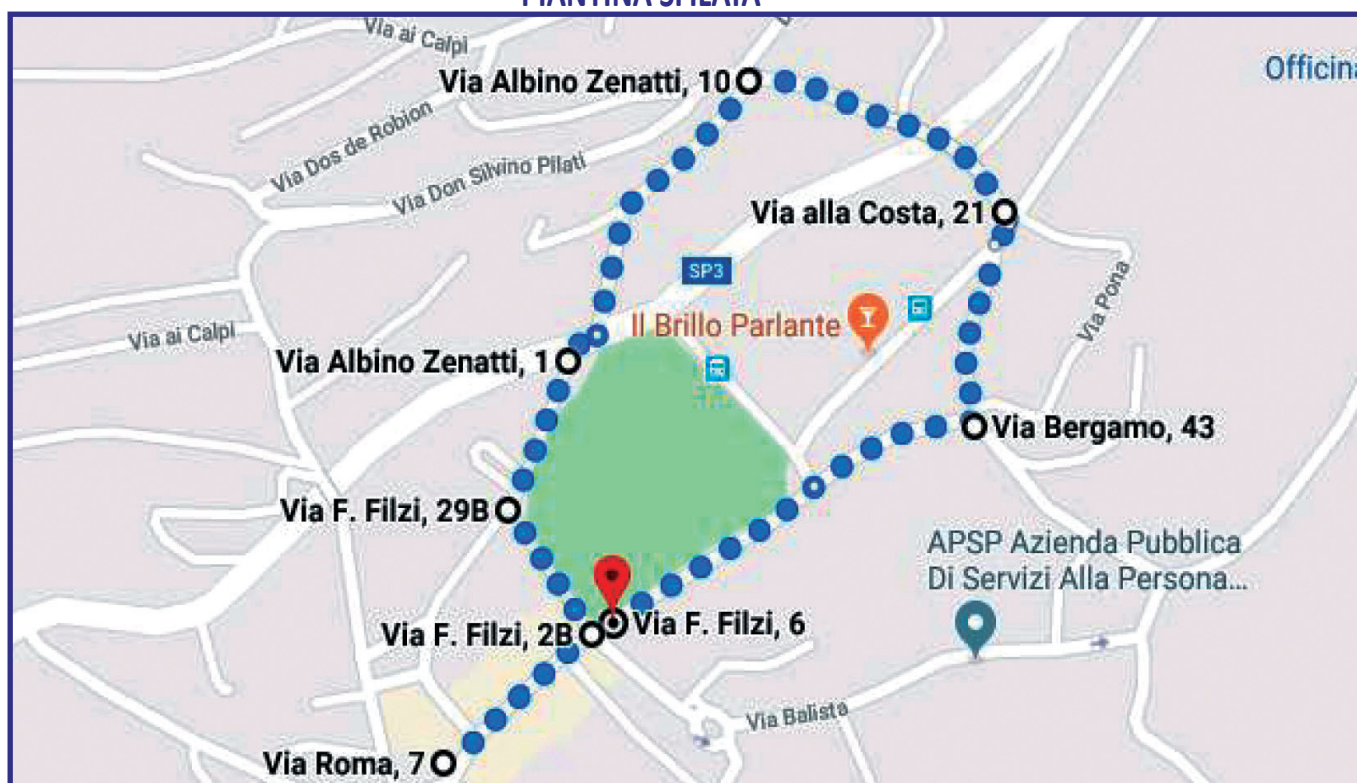 Via ai Calpi
Via Albino Zenatti, 10
Officina
Via Dos de Robion
Via Don Silvino Pilati
Via alla Costa, 21
SP3
Via Pona
Il Brillo Parlante
Via ai Calpi
Via Albino Zenatti, 1
Via Bergamo, 43
Via F. Filzi, 29B
APSP Azienda Pubblica
Di Servizi Alla Persona...
Via F. Filzi, 6
Via F. Filzi, 2B
Via Balista
Via Roma, 7